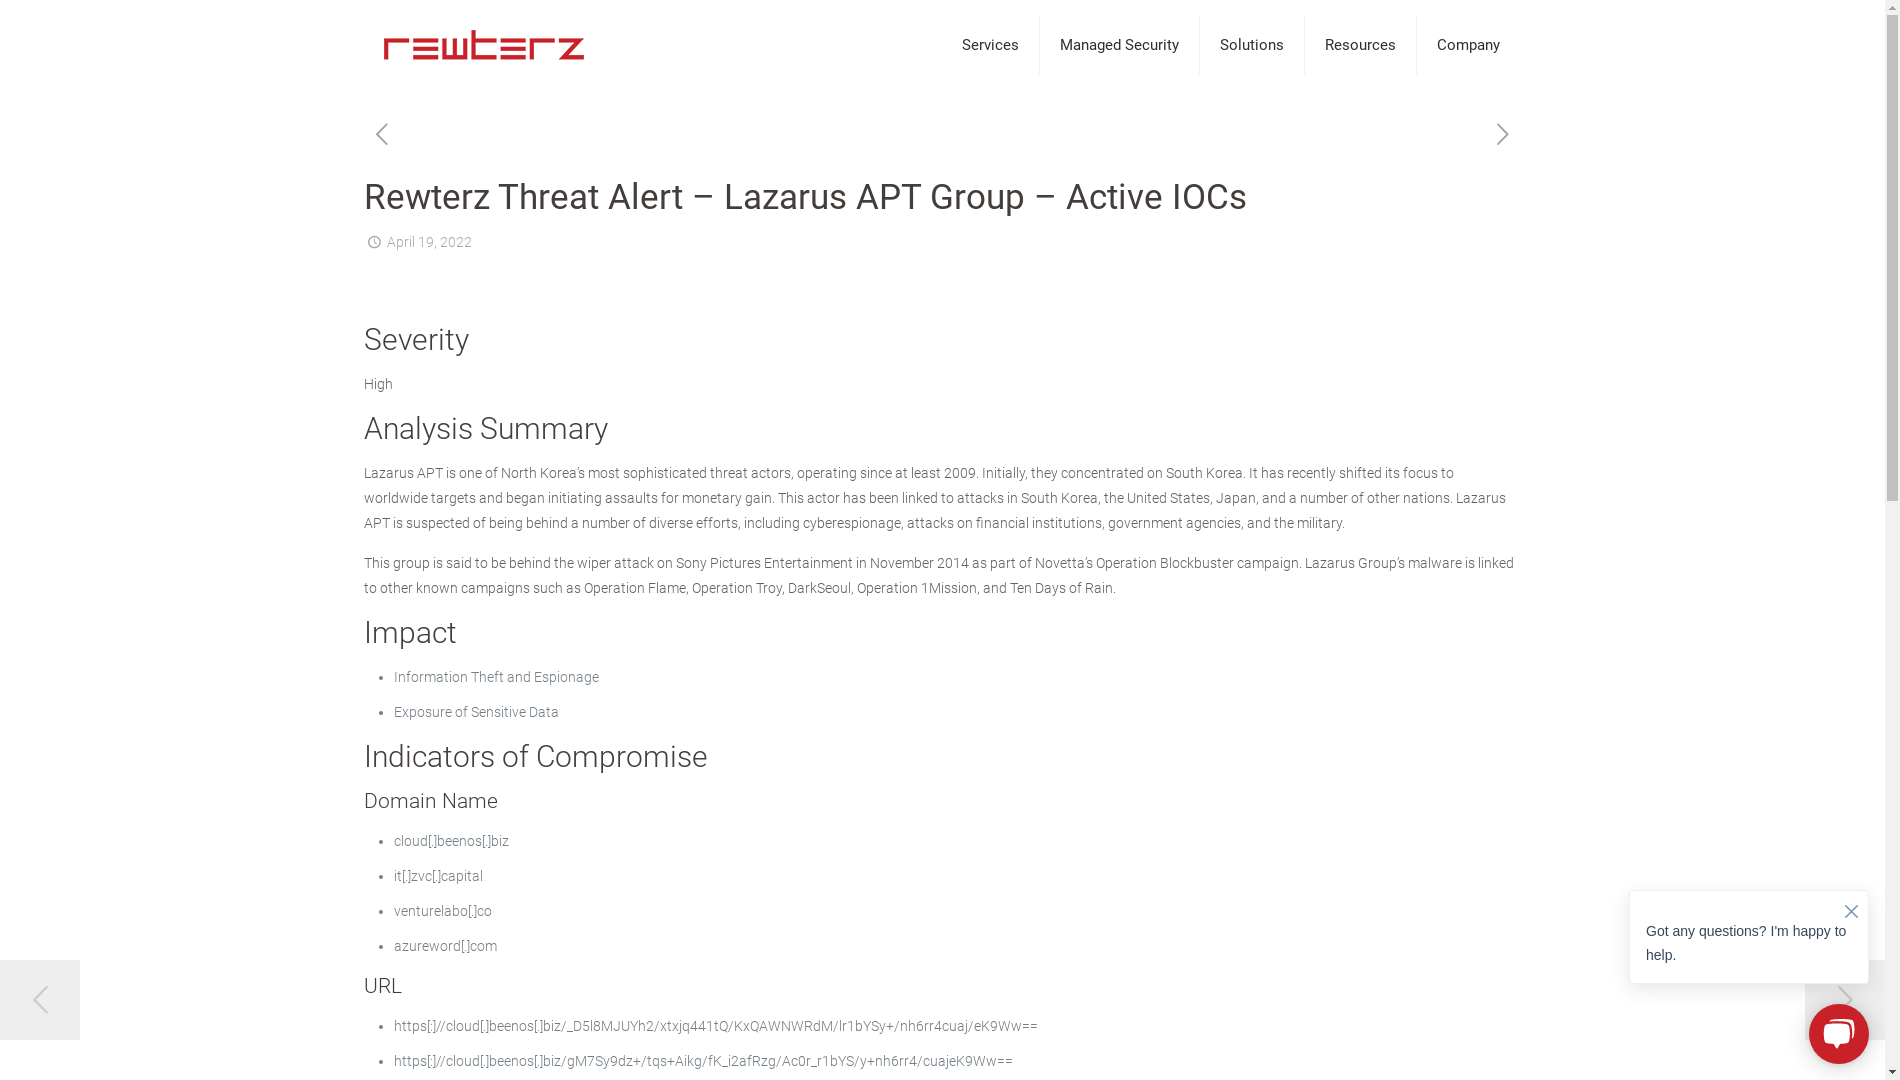 rewterz
Services
Managed Security
Solutions
Resources
Company
Rewterz Threat Alert – Lazarus APT Group – Active IOCs
April 19, 2022
Severity
High
Analysis Summary
Lazarus APT is one of North Korea’s most sophisticated threat actors, operating since at least 2009. Initially, they concentrated on South Korea. It has recently shifted its focus to
worldwide targets and began initiating assaults for monetary gain. This actor has been linked to attacks in South Korea, the United States, Japan, and a number of other nations. Lazarus
APT is suspected of being behind a number of diverse efforts, including cyberespionage, attacks on financial institutions, government agencies, and the military.
This group is said to be behind the wiper attack on Sony Pictures Entertainment in November 2014 as part of Novetta’s Operation Blockbuster campaign. Lazarus Group’s malware is linked
to other known campaigns such as Operation Flame, Operation Troy, DarkSeoul, Operation 1Mission, and Ten Days of Rain.
Impact
Information Theft and Espionage
Exposure of Sensitive Data
Indicators of Compromise
Domain Name
cloud[.]beenos[.]biz
it[.]zvc[.]capital
venturelabo[.]co
azureword[.]com
URL
https[:]//cloud[.]beenos[.]biz/_D5l8MJUYh2/xtxjq441tQ/KxQAWNWRdM/lr1bYSy+/nh6rr4cuaj/eK9Ww==
https[:]//cloud[.]beenos[.]biz/gM7Sy9dz+/tqs+Aikg/fK_i2afRzg/Ac0r_r1bYS/y+nh6rr4/cuajeK9Ww==
Got any questions? I'm happy to
help.